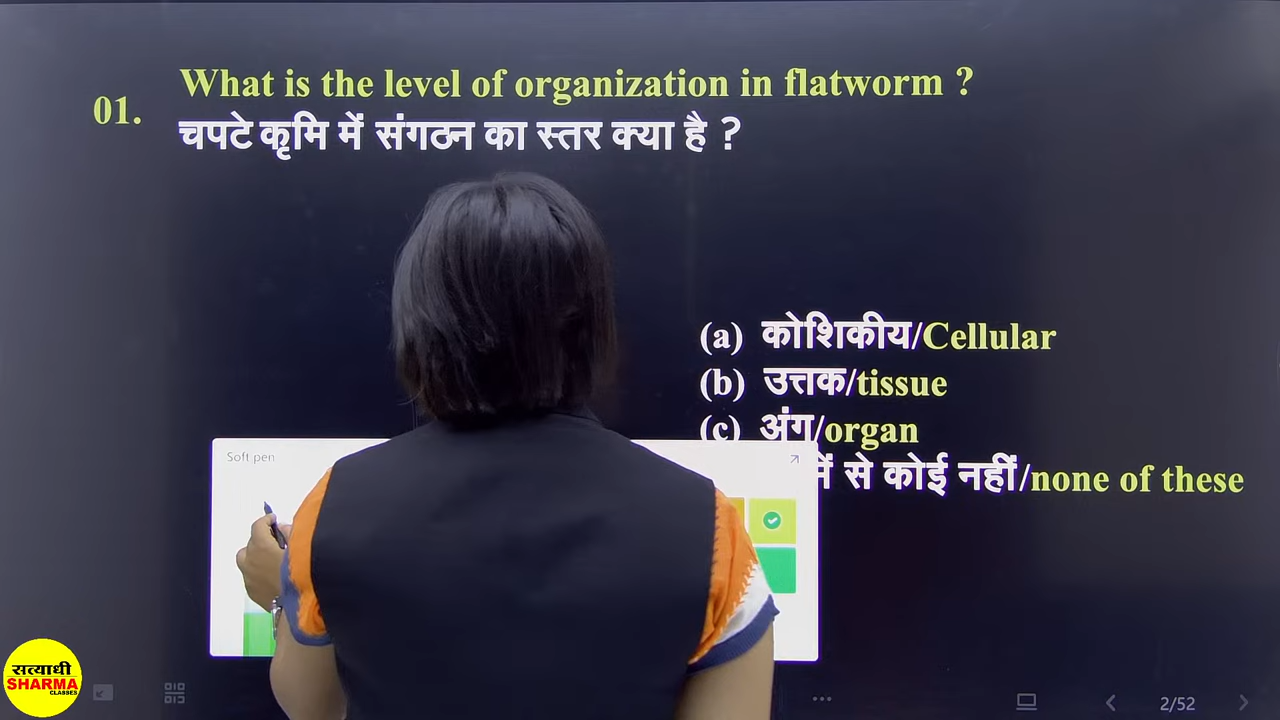 What is the level of organization in flatworm ?
01.
चपटे कृमि में संगठन का स्तर क्या है ?
(a) कोशिकीय/Cellular
(b) उत्तक/tissue
(c) अंग/organ
में से कोई नहीं/none of these
Soft pen
सत्याधी
SHARMA
CLASSES
2/52